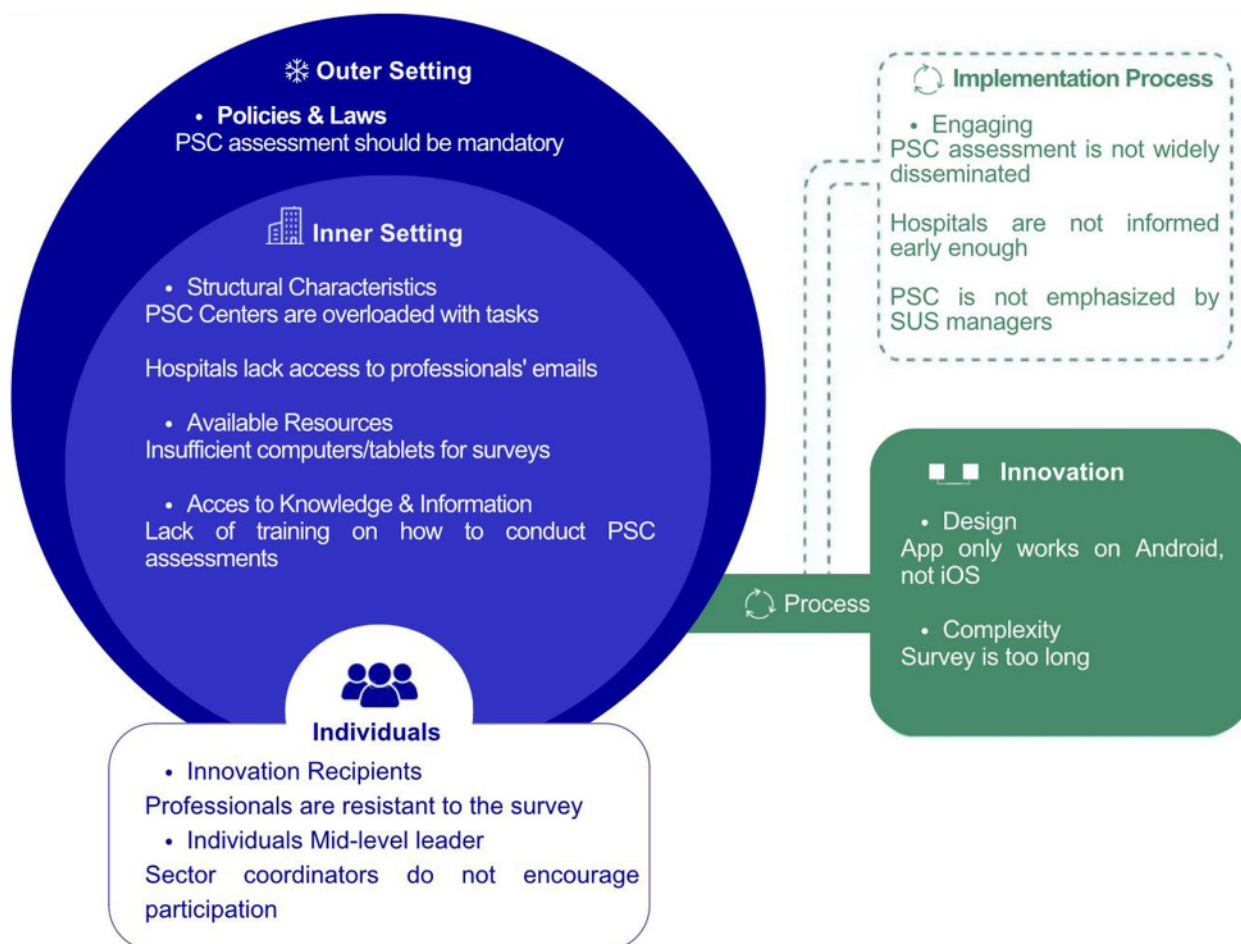 Outer Setting
• Policies & Laws
PSC assessment should be mandatory
Inner Setting
• Structural Characteristics
PSC Centers are overloaded with tasks
Hospitals lack access to professionals' emails
• Available Resources
Insufficient computers/tablets for surveys
• Acces to Knowledge & Information
Lack of training on how to conduct PSC
assessments
Individuals
• Innovation Recipients
Professionals are resistant to the survey
• Individuals Mid-level leader
Sector coordinators do not encourage
participation
Process
Implementation Process
• Engaging
PSC assessment is not widely
disseminated
Hospitals are not informed
early enough
PSC is not emphasized by
SUS managers
Innovation
• Design
App only works on Android,
not iOS
• Complexity
Survey is too long